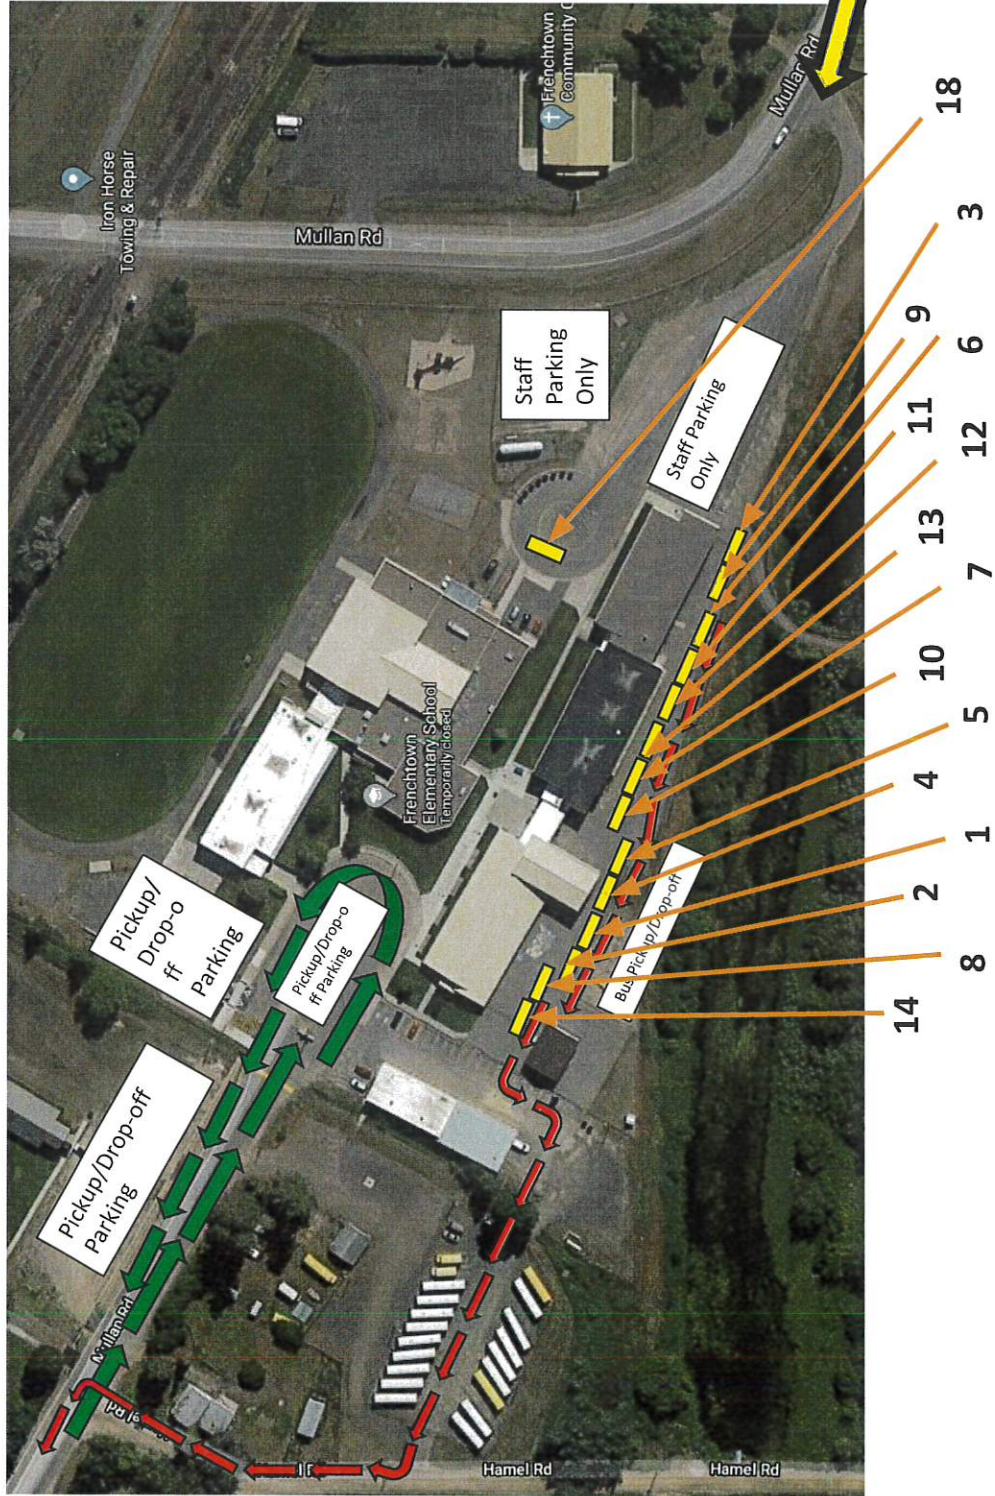 Iron Horse
Towing & Repair
Mullan Rd
Frenchtown
Community C
Mullan Rd
18
3
9
6
11
12
13
7
10
5
4
1
2
8
14
Staff
Parking
Only
Staff Parking
Only
Frenchtown
Elementary School
Temporarily closed
Pickup/
Drop-o
ff
Parking
Pickup/Drop-o
ff Parking
Pickup/Drop-off
Parking
Bus Pickup/Drop-off
Mullan Rd
Hamel Rd
Hamel Rd